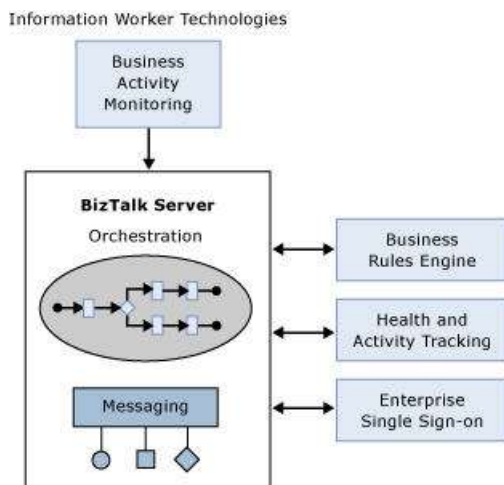 Information Worker Technologies
Business
Activity
Monitoring
BizTalk Server
Orchestration
Messaging
Business
Rules Engine
Health and
Activity Tracking
Enterprise
Single Sign-on